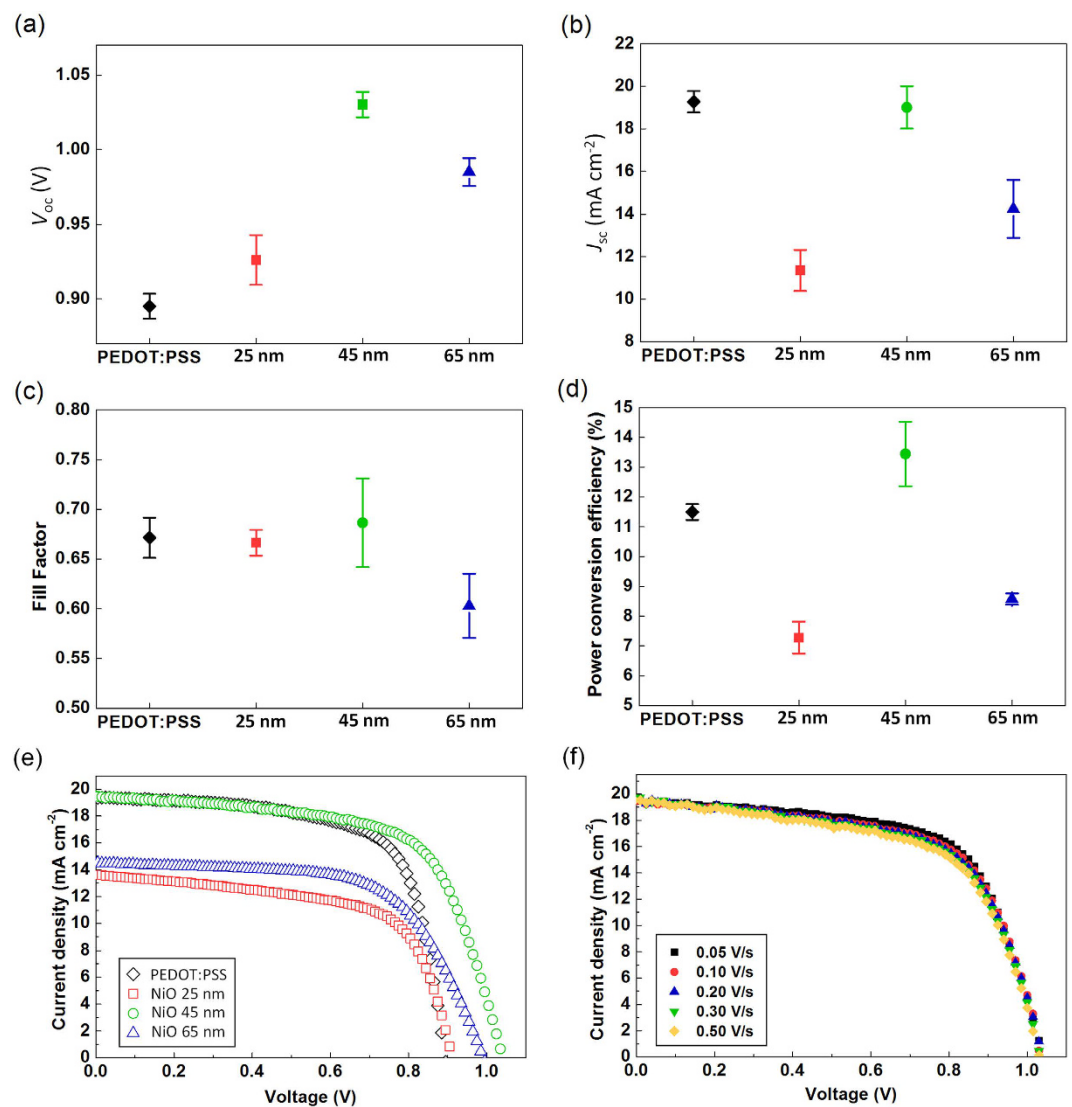 (a)
1.05
1.00
0.95
0.90
Voc (V)
PEDOT:PSS 25 nm 45 nm 65 nm
(b)
22
20
18
16
14
12
10
8
Jsc (mA cm-2)
PEDOT:PSS 25 nm 45 nm 65 nm
(c)
0.80
0.75
0.70
0.65
0.60
0.55
0.50
Fill Factor
PEDOT:PSS 25 nm 45 nm 65 nm
(d)
15
14
13
12
11
10
9
8
7
6
5
Power conversion efficiency (%)
PEDOT:PSS 25 nm 45 nm 65 nm
(e)
20
18
16
14
12
10
8
6
4
2
0
Current density (mA cm-2)
PEDOT:PSS
NiO 25 nm
NiO 45 nm
NiO 65 nm
0.0 0.2 0.4 0.6 0.8 1.0
Voltage (V)
(f)
20
18
16
14
12
10
8
6
4
2
0
Current density (mA cm-2)
0.05 V/s
0.10 V/s
0.20 V/s
0.30 V/s
0.50 V/s
0.0 0.2 0.4 0.6 0.8 1.0
Voltage (V)